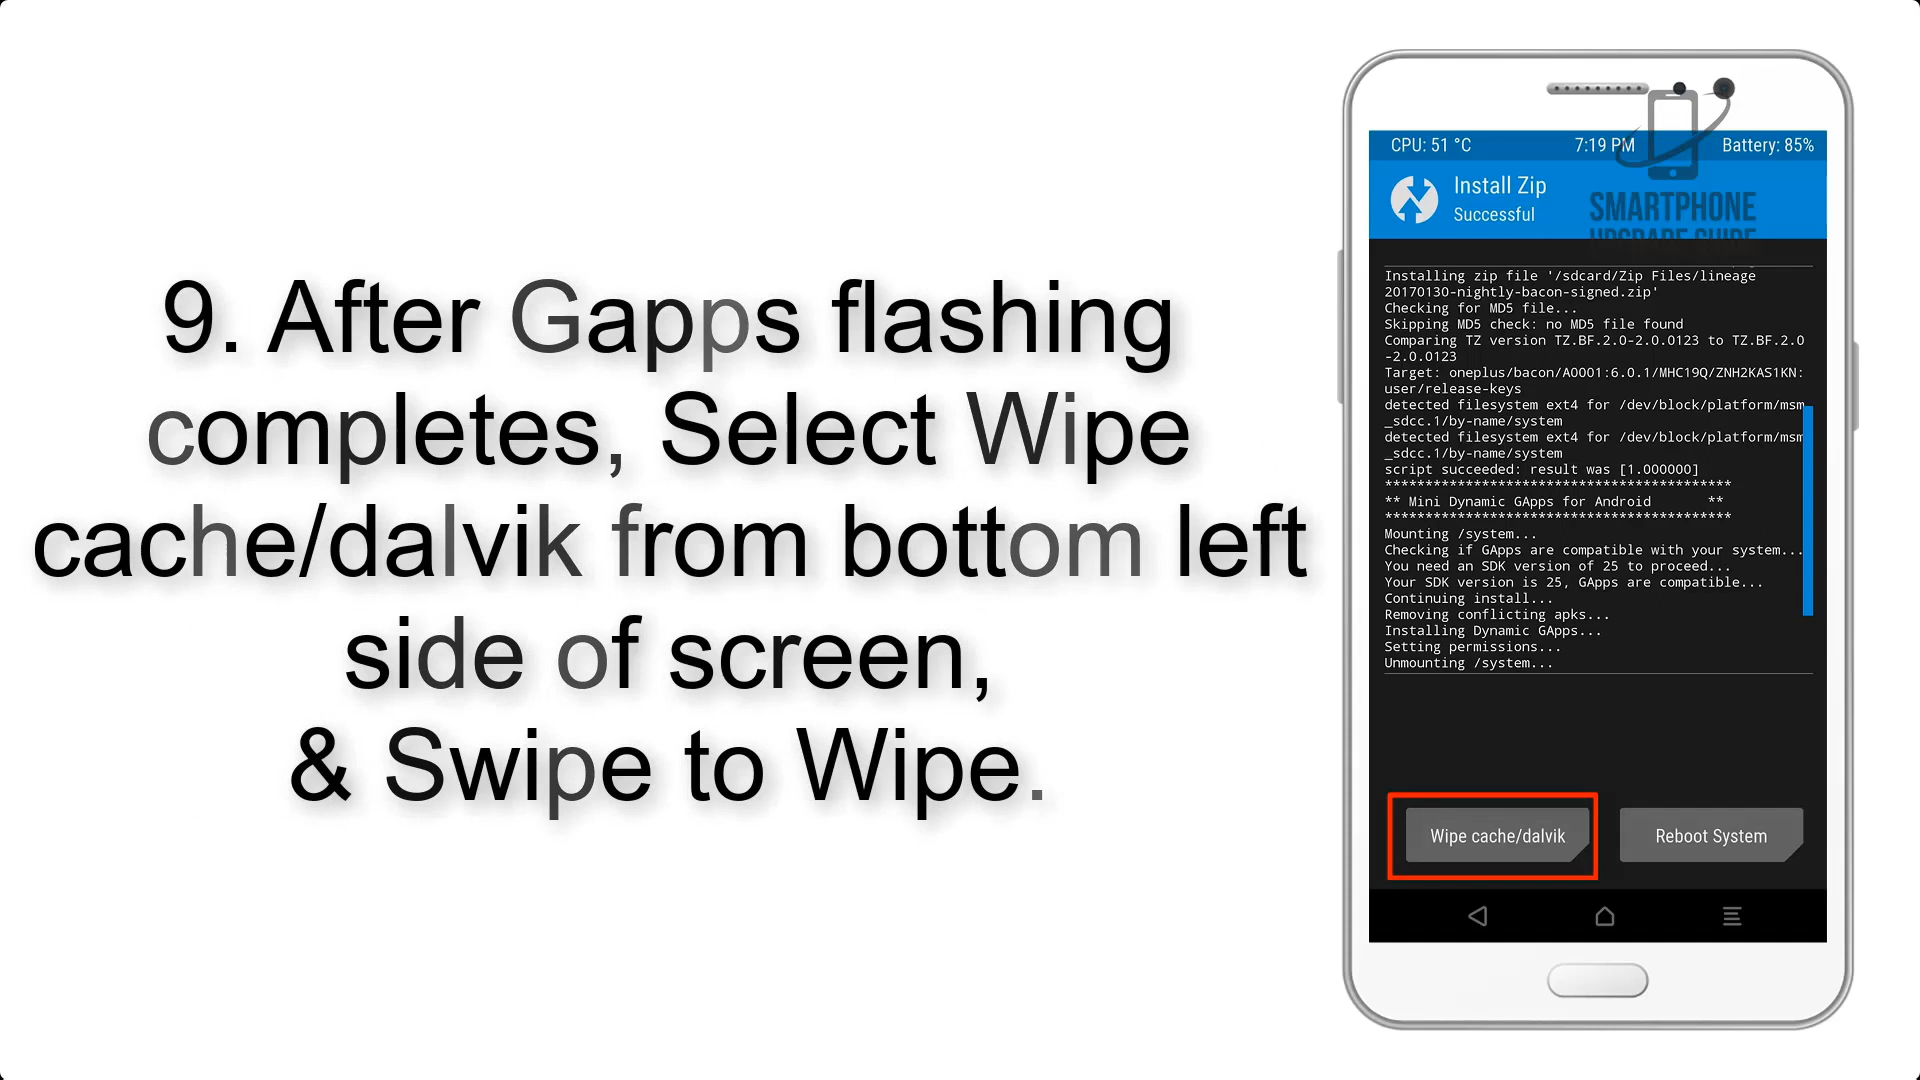 9. After Gapps flashing
completes, Select Wipe
cache/dalvik from bottom left
side of screen,
& Swipe to Wipe.
CPU: 51 °C 7:19 PM Battery: 85%
Install Zip
Successful
SMARTPHONE
UPGRADE GUIDE
Installing zip file '/sdcard/Zip Files/lineage
20170130-nightly-bacon-signed.zip'
Checking for MD5 file...
Skipping MD5 check: no MD5 file found
Comparing TZ version TZ.BF.2.0-2.0.0123 to TZ.BF.2.0
-2.0.0123
Target: oneplus/bacon/A0001:6.0.1/MHC19Q/ZNH2KAS1KN:
user/release-keys
detected filesystem ext4 for /dev/block/platform/msm
_sdcc.1/by-name/system
detected filesystem ext4 for /dev/block/platform/msm
_sdcc.1/by-name/system
script succeeded: result was [1.000000]
*******************************************
** Mini Dynamic GApps for Android       **
*******************************************
Mounting /system...
Checking if GApps are compatible with your system...
You need an SDK version of 25 to proceed...
Your SDK version is 25, GApps are compatible...
Continuing install...
Removing conflicting apks...
Installing Dynamic GApps...
Setting permissions...
Unmounting /system...
Wipe cache/dalvik Reboot System